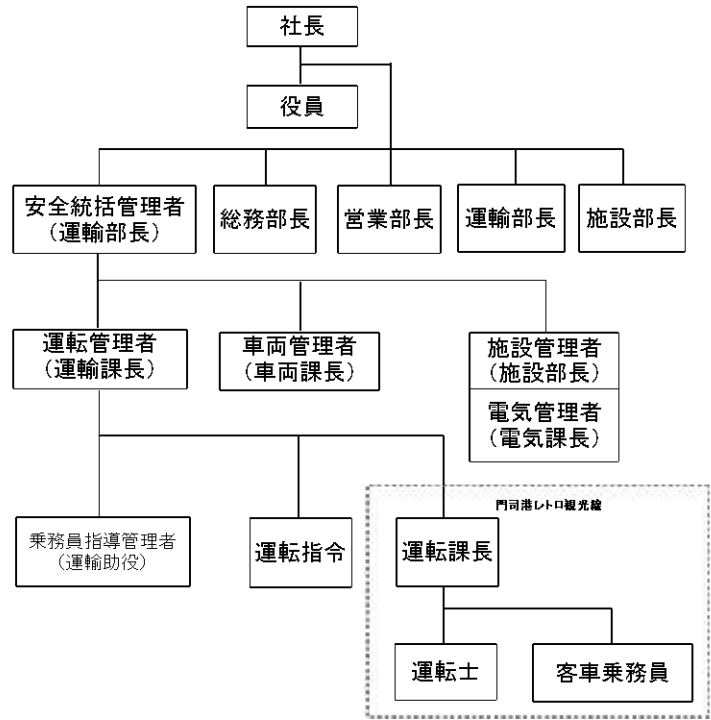 社長
役員
安全統括管理者
(運輸部長)
総務部長
営業部長
運輸部長
施設部長
運転管理者
(運輸課長)
車両管理者
(車両課長)
施設管理者
(施設部長)
電気管理者
(電気課長)
門司港レトロ観光線
乗務員指導管理者
(運輸助役)
運転指令
運転課長
運転士
客車乗務員